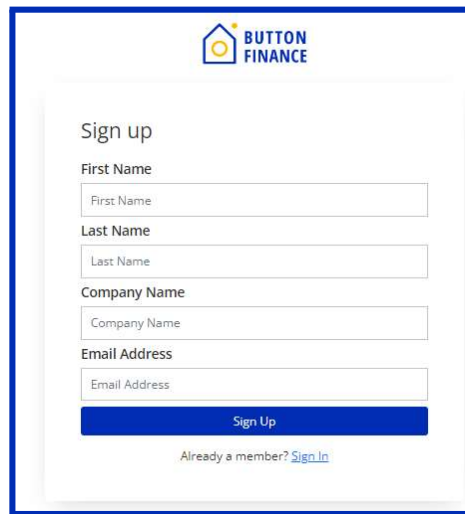 BUTTON
FINANCE
Sign up
First Name
First Name
Last Name
Last Name
Company Name
Company Name
Email Address
Email Address
Sign Up
Already a member? Sign In